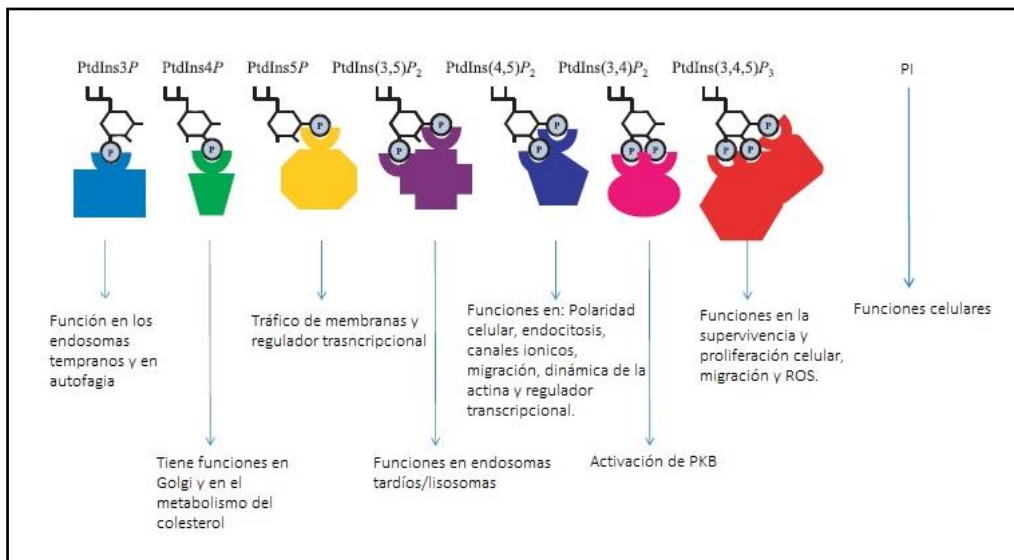 PtdIns3P PtdIns4P PtdIns5P PtdIns(3,5)P₂ PtdIns(4,5)P₂ PtdIns(3,4)P₂ PtdIns(3,4,5)P₃ PI
P
P
P
P
P
P
P
P
P
P
P
P
Función en los
endosomas
tempranos y en
autofagia
Tráfico de membranas y
regulador trasncripcional
Funciones en: Polaridad
celular, endocitosis,
canales ionicos,
migración, dinámica de la
actina y regulador
transcripcional.
Funciones en la
supervivencia y
proliferación celular,
migración y ROS.
Funciones celulares
Tiene funciones en
Golgi y en el
metabolismo del
colesterol
Funciones en endosomas
tardíos/lisosomas
Activación de PKB